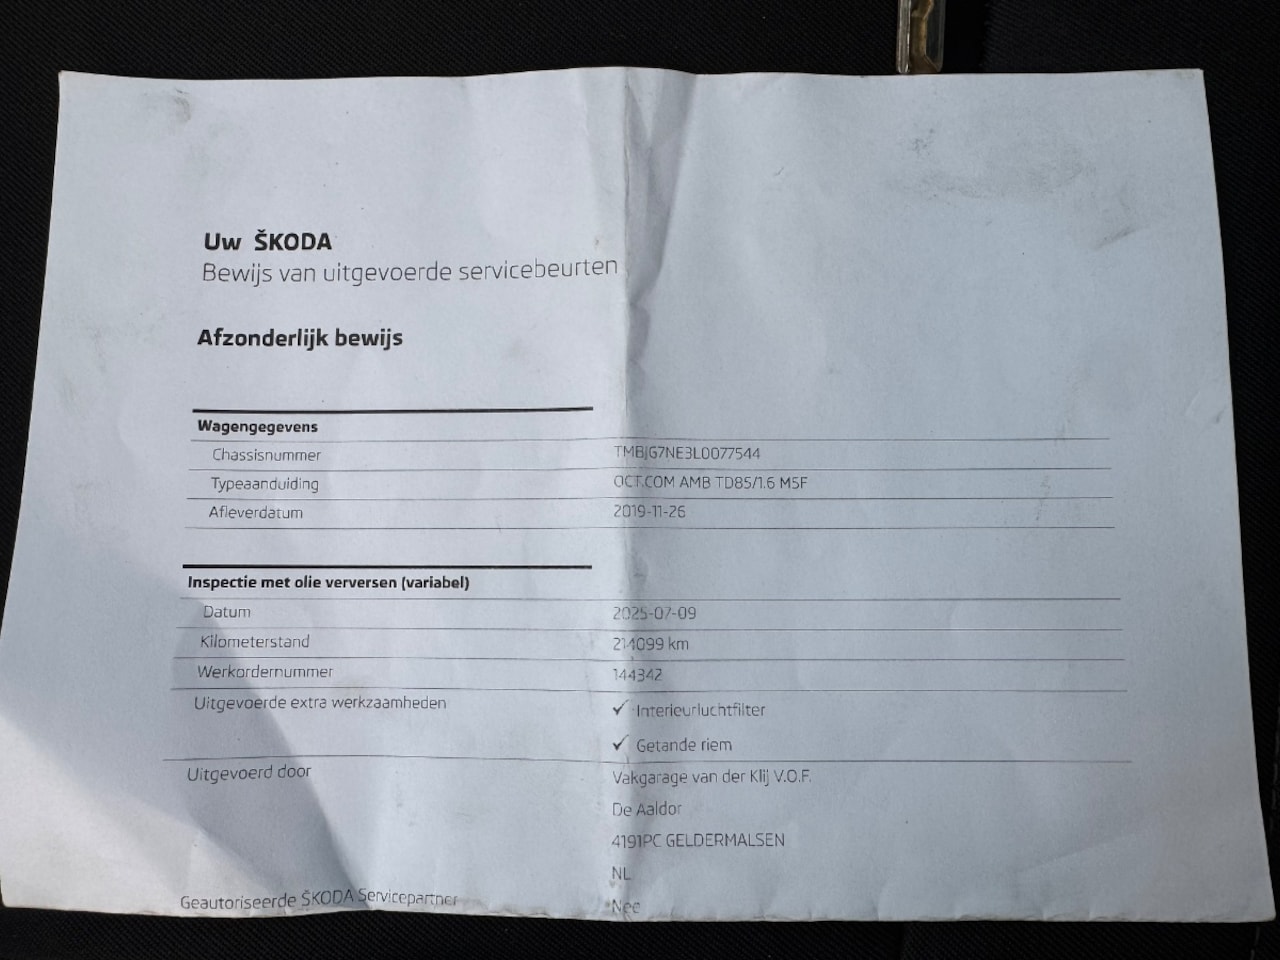 Uw ŠKODA
Bewijs van uitgevoerde servicebeurten
Afzonderlijk bewijs
Wagengegevens
Chassisnummer TMBJG7NE3L0077544
Typeaanduiding OCT.COM AMB TD85/1.6 M5F
Afleverdatum 2019-11-26
Inspectie met olie verversen (variabel)
Datum 2025-07-09
Kilometerstand 214099 km
Werkordernummer 144342
Uitgevoerde extra werkzaamheden ✓ Interieurluchtfilter
✓ Getande riem
Uitgevoerd door Vakgarage van der Klij V.O.F.
De Aaldor
4191PC GELDERMALSEN
NL
Geautoriseerde ŠKODA Servicepartner Nee